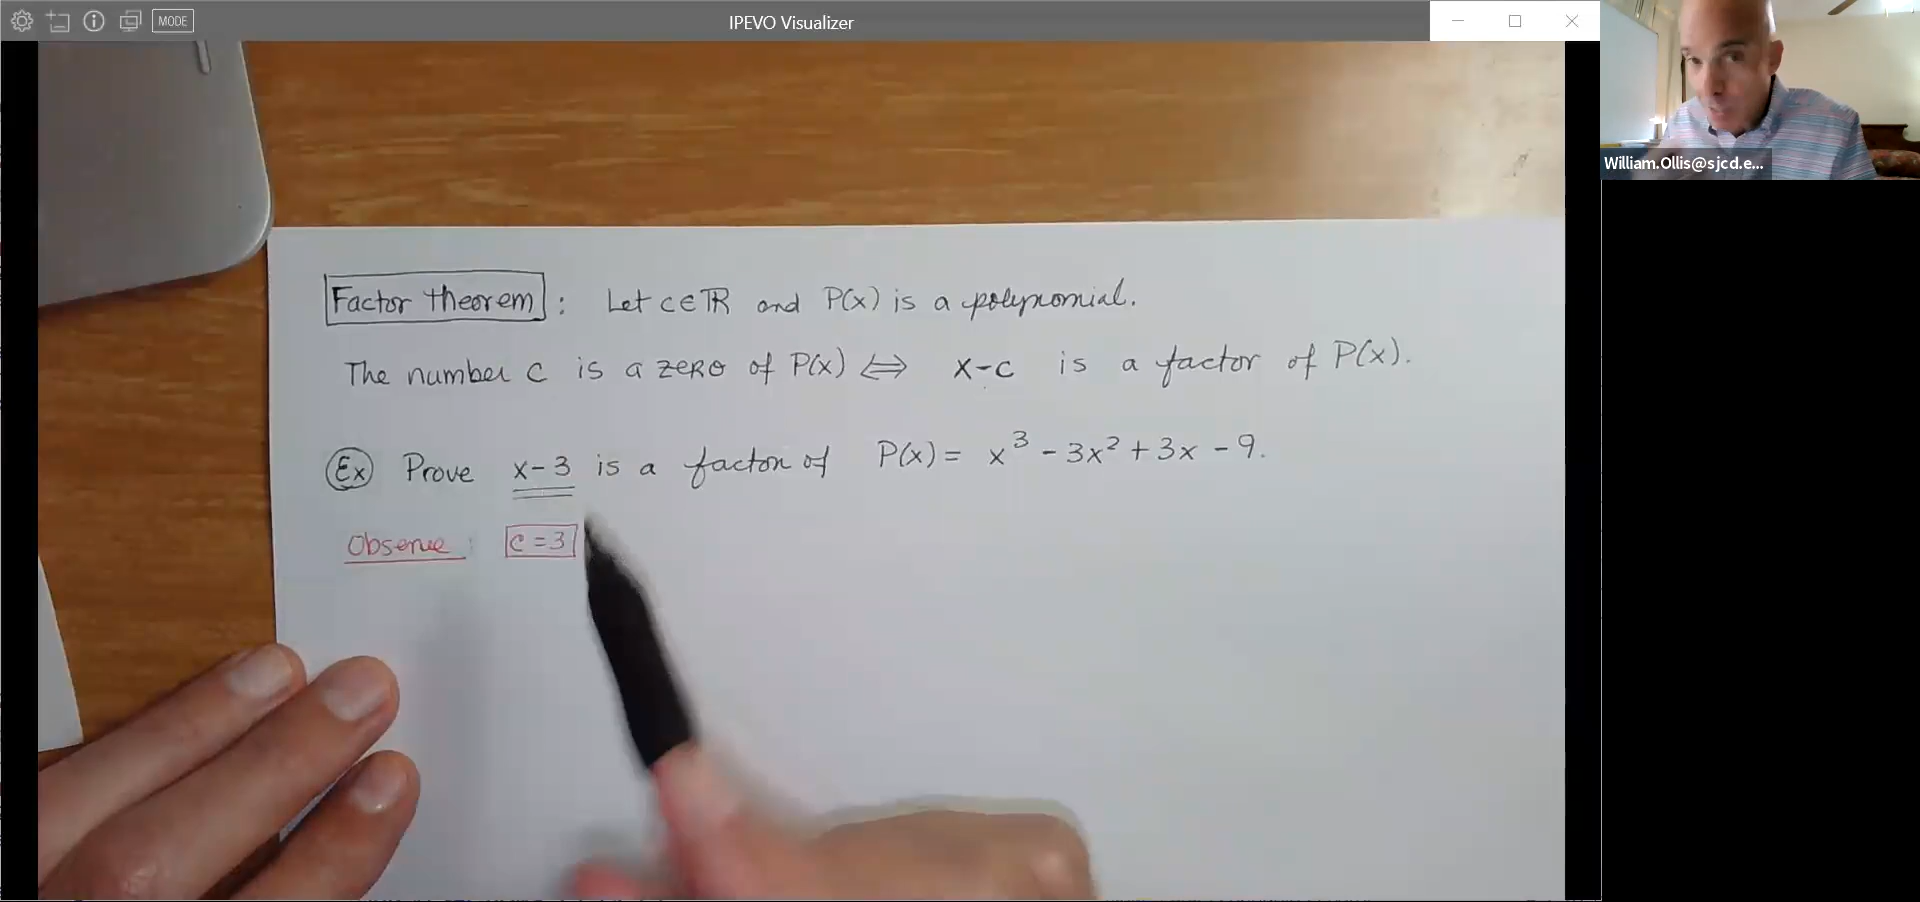 MODE
IPEVO Visualizer
William.Ollis@sjcd.e...
Factor theorem : Let c∈ℝ and P(x) is a polynomial.
The number c is a zero of P(x) ⟺ x-c is a factor of P(x).
Ex Prove x-3 is a factor of P(x) = x³ - 3x² + 3x - 9.
Observe : c = 3